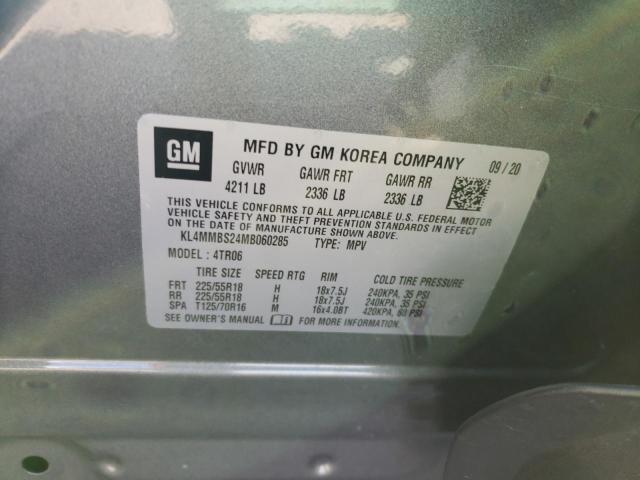 GM MFD BY GM KOREA COMPANY 09/20
GVWR GAWR FRT GAWR RR
4211 LB 2336 LB 2336 LB
THIS VEHICLE CONFORMS TO ALL APPLICABLE U.S. FEDERAL MOTOR
VEHICLE SAFETY AND THEFT PREVENTION STANDARDS IN EFFECT
ON THE DATE OF MANUFACTURE SHOWN ABOVE.
KL4MMBS24MB060285 TYPE: MPV
MODEL : 4TR06
TIRE SIZE SPEED RTG RIM COLD TIRE PRESSURE
FRT 225/55R18 H 18x7.5J 240KPA, 35 PSI
RR 225/55R18 H 18x7.5J 240KPA, 35 PSI
SPA T125/70R16 M 16x4.0BT 420KPA, 60 PSI
SEE OWNER'S MANUAL FOR MORE INFORMATION.